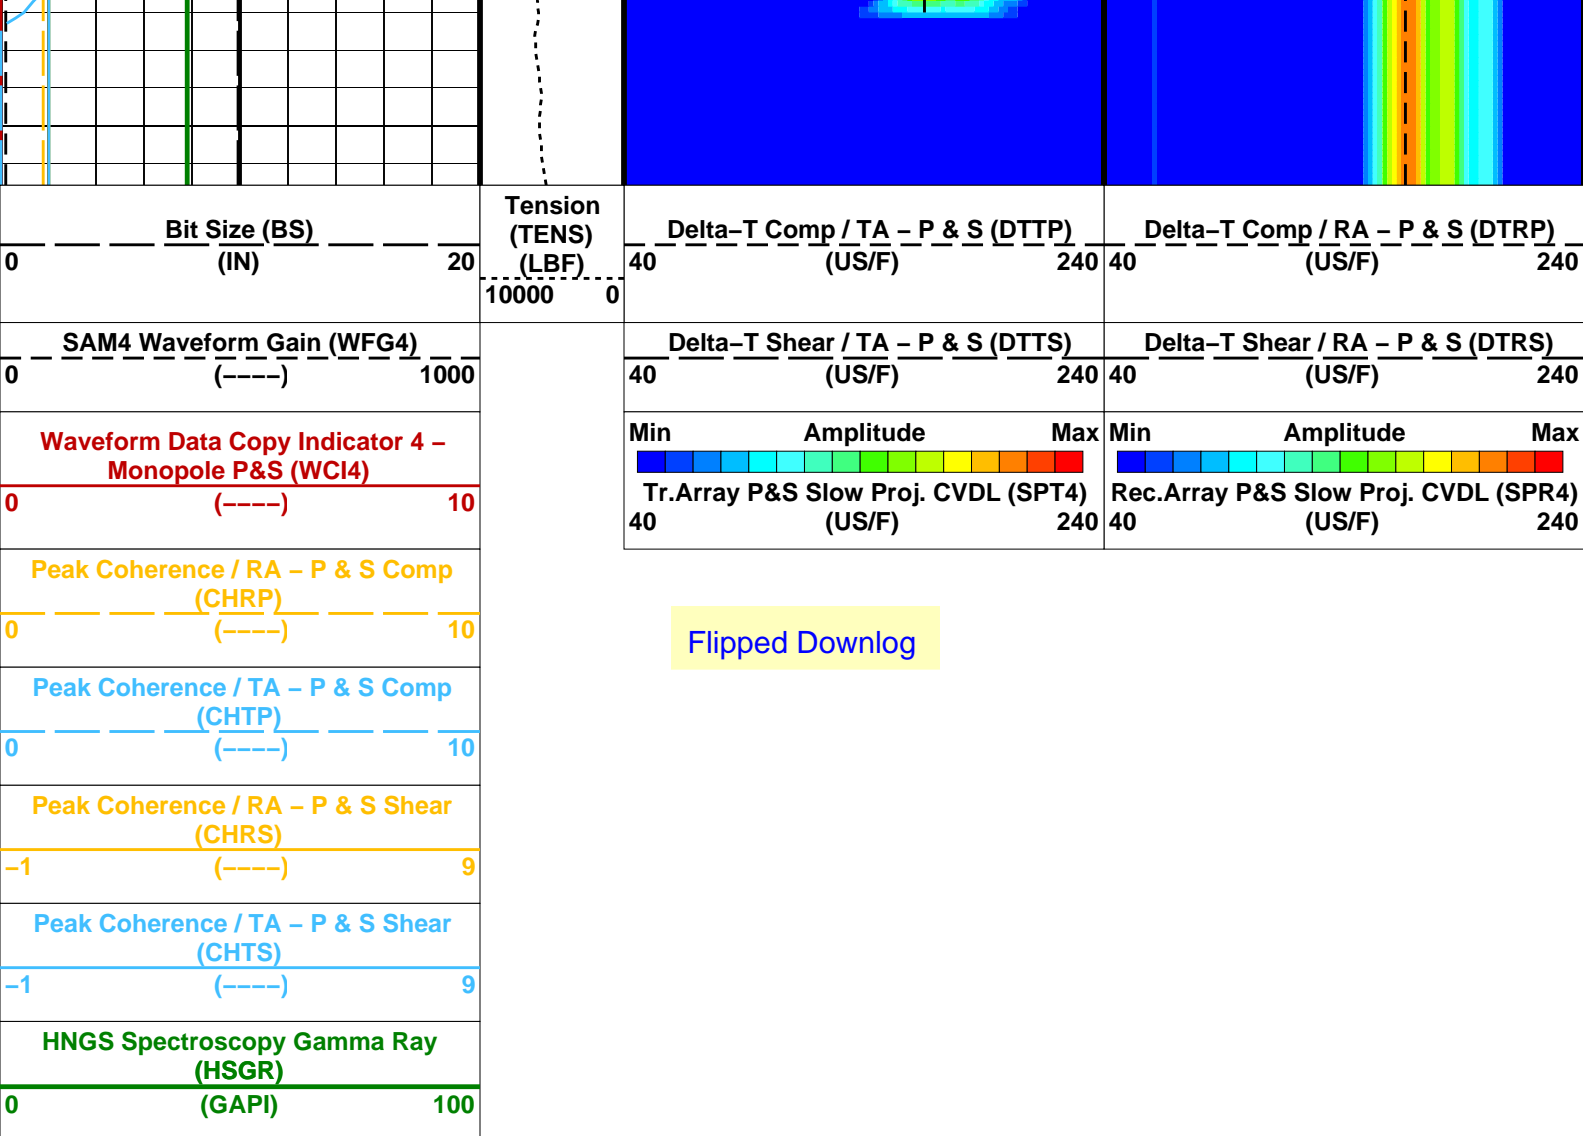 Bit Size (BS)
0 (IN) 20
Tension
(TENS)
(LBF)
10000 0
Delta–T Comp / TA – P & S (DTTP)
40 (US/F) 240
Delta–T Comp / RA – P & S (DTRP)
40 (US/F) 240
SAM4 Waveform Gain (WFG4)
0 (––––) 1000
Delta–T Shear / TA – P & S (DTTS)
40 (US/F) 240
Delta–T Shear / RA – P & S (DTRS)
40 (US/F) 240
Waveform Data Copy Indicator 4 –
Monopole P&S (WCI4)
0 (––––) 10
Min Amplitude Max
Tr.Array P&S Slow Proj. CVDL (SPT4)
40 (US/F) 240
Min Amplitude Max
Rec.Array P&S Slow Proj. CVDL (SPR4)
40 (US/F) 240
Peak Coherence / RA – P & S Comp
(CHRP)
0 (––––) 10
Flipped Downlog
Peak Coherence / TA – P & S Comp
(CHTP)
0 (––––) 10
Peak Coherence / RA – P & S Shear
(CHRS)
–1 (––––) 9
Peak Coherence / TA – P & S Shear
(CHTS)
–1 (––––) 9
HNGS Spectroscopy Gamma Ray
(HSGR)
0 (GAPI) 100